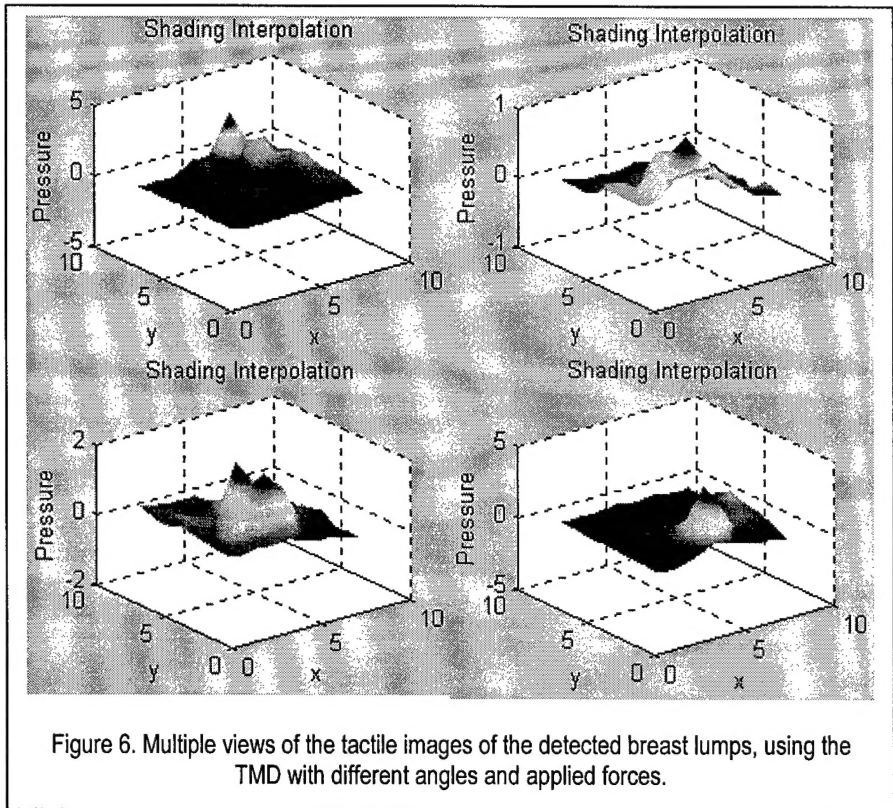 Shading Interpolation
5
0
-5
Pressure
10
5
0
y
0
5
10
x
Shading Interpolation
1
0
-1
Pressure
10
5
0
y
0
5
10
x
Shading Interpolation
2
0
-2
Pressure
10
5
0
y
0
5
10
x
Shading Interpolation
5
0
-5
Pressure
10
5
0
y
0
5
10
x
Figure 6. Multiple views of the tactile images of the detected breast lumps, using the
TMD with different angles and applied forces.